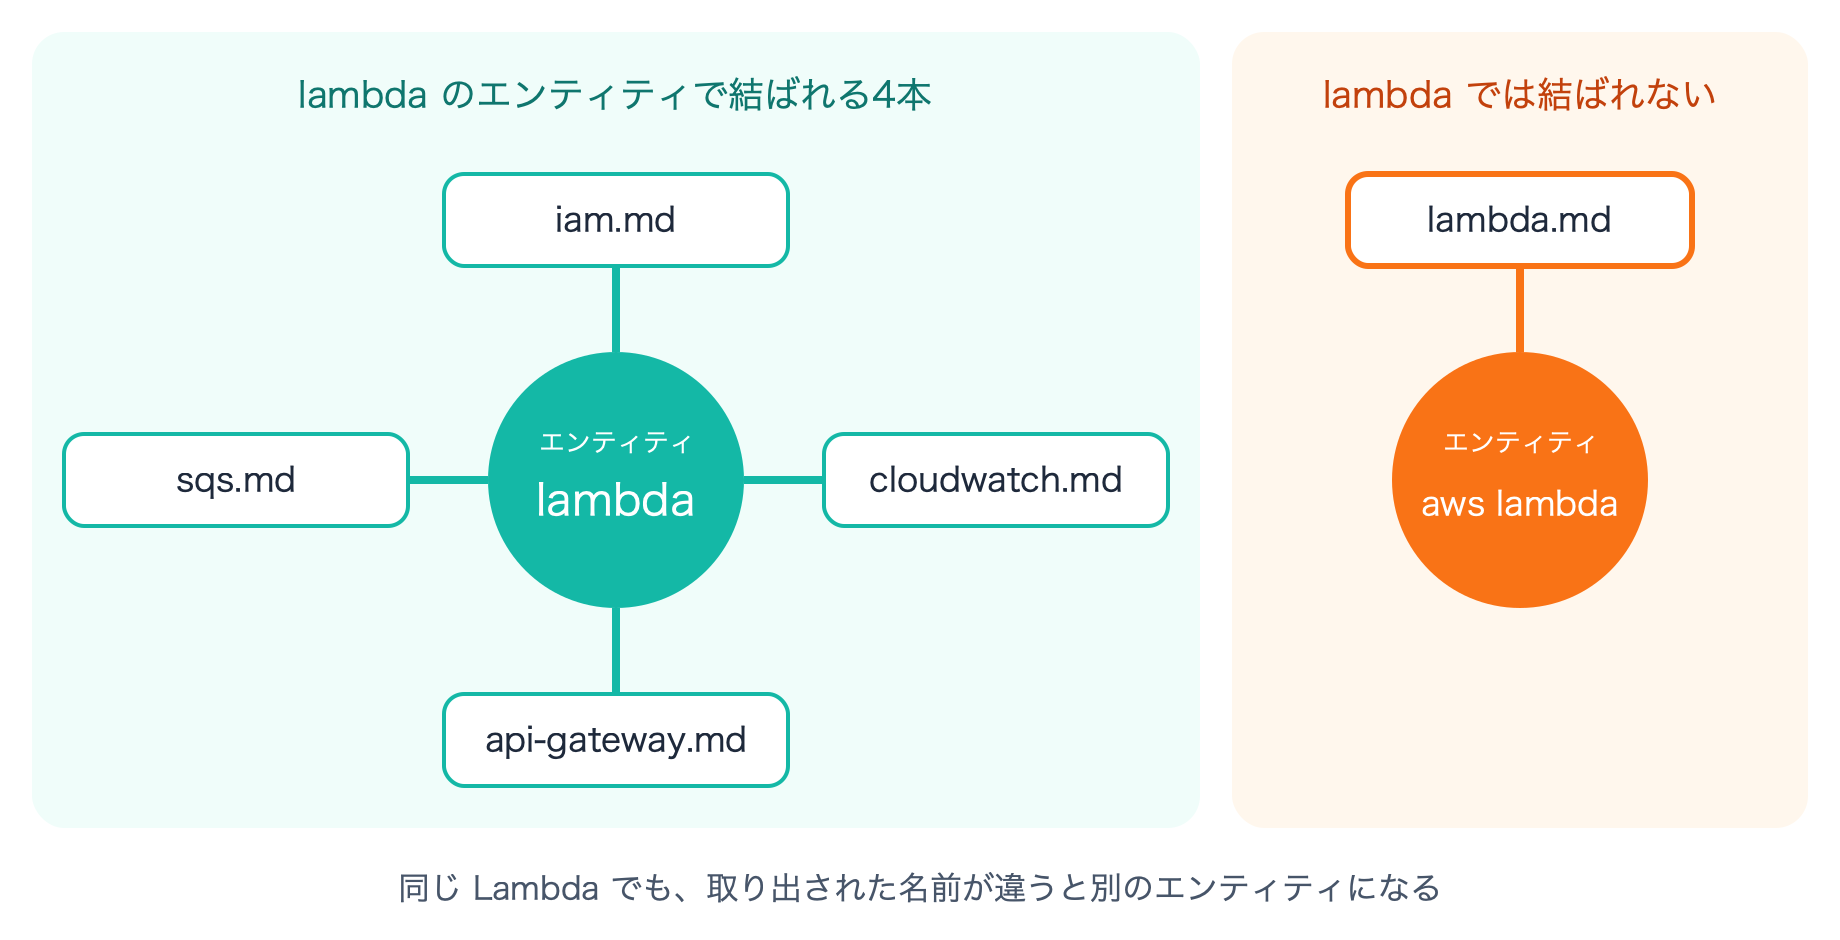 lambda のエンティティで結ばれる4本
iam.md
sqs.md
エンティティ
lambda
cloudwatch.md
api-gateway.md
lambda では結ばれない
lambda.md
エンティティ
aws lambda
同じ Lambda でも、取り出された名前が違うと別のエンティティになる